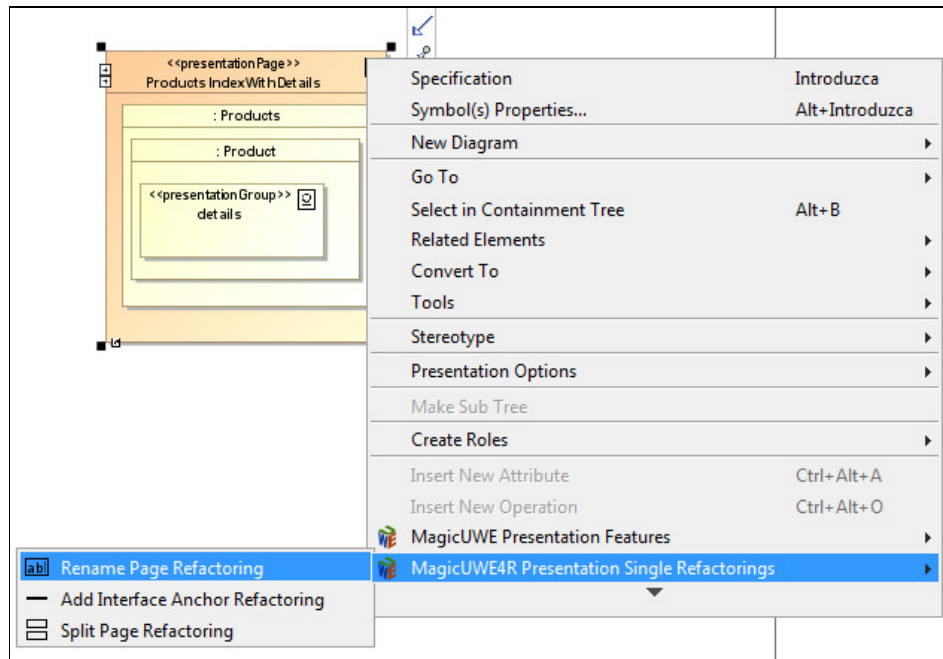 <<presentationPage>>
Products IndexWithDetails
: Products
: Product
<<presentationGroup>>
details
Specification Introduzca
Symbol(s) Properties... Alt+Introduzca
New Diagram
Go To
Select in Containment Tree Alt+B
Related Elements
Convert To
Tools
Stereotype
Presentation Options
Make Sub Tree
Create Roles
Insert New Attribute Ctrl+Alt+A
Insert New Operation Ctrl+Alt+O
MagicUWE Presentation Features
MagicUWE4R Presentation Single Refactorings
abl Rename Page Refactoring
Add Interface Anchor Refactoring
Split Page Refactoring